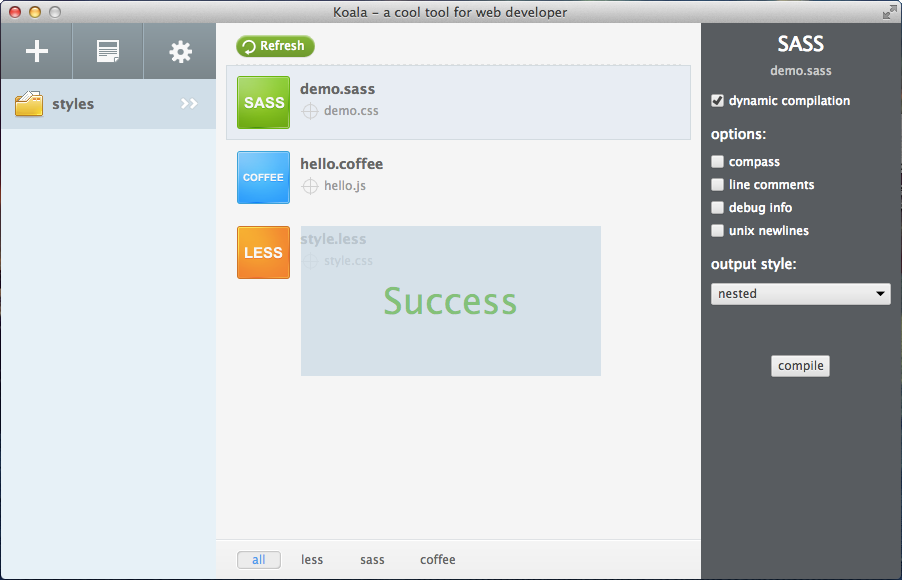 Koala – a cool tool for web developer
styles
Refresh
SASS
demo.sass
demo.css
COFFEE
hello.coffee
hello.js
LESS
style.less
style.css
Success
all less sass coffee
SASS
demo.sass
dynamic compilation
options:
compass
line comments
debug info
unix newlines
output style:
nested
compile